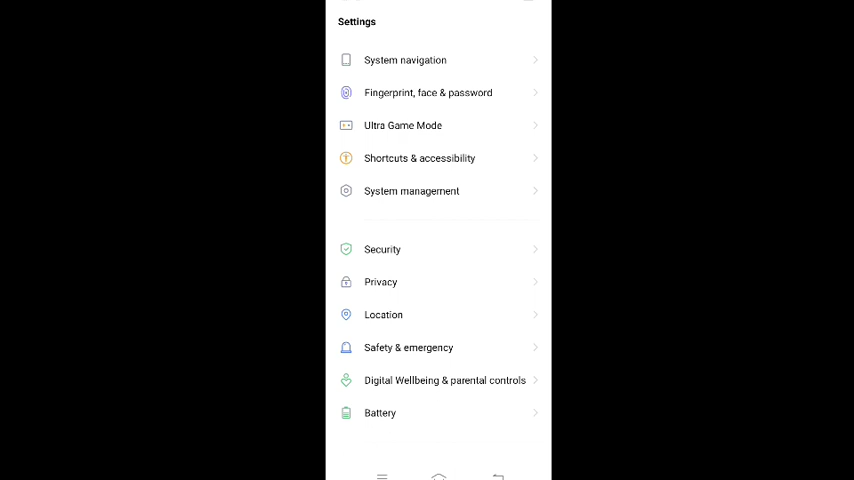 Settings
System navigation
Fingerprint, face & password
Ultra Game Mode
Shortcuts & accessibility
System management
Security
Privacy
Location
Safety & emergency
Digital Wellbeing & parental controls
Battery